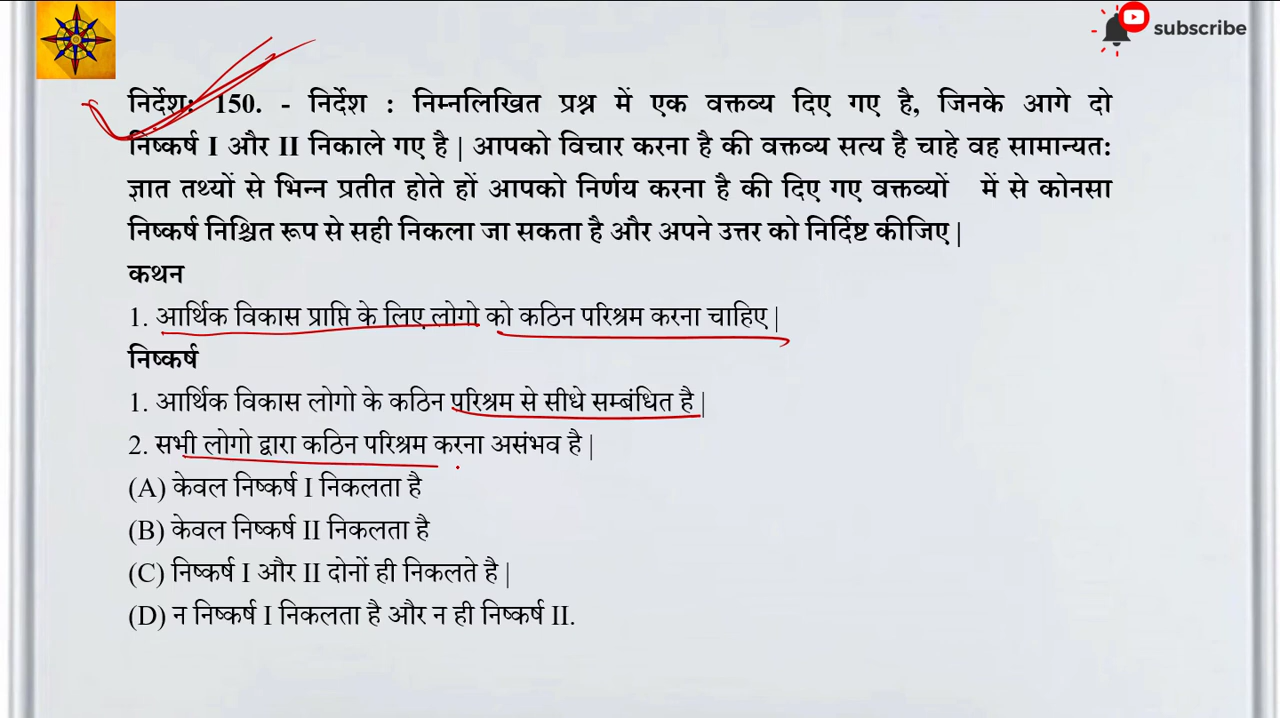 subscribe
निर्देश: 150. - निर्देश : निम्नलिखित प्रश्न में एक वक्तव्य दिए गए है, जिनके आगे दो
निष्कर्ष I और II निकाले गए है | आपको विचार करना है की वक्तव्य सत्य है चाहे वह सामान्यत:
ज्ञात तथ्यों से भिन्न प्रतीत होते हों आपको निर्णय करना है की दिए गए वक्तव्यों में से कोनसा
निष्कर्ष निश्चित रूप से सही निकला जा सकता है और अपने उत्तर को निर्दिष्ट कीजिए |
कथन
1. आर्थिक विकास प्राप्ति के लिए लोगो को कठिन परिश्रम करना चाहिए |
निष्कर्ष
1. आर्थिक विकास लोगो के कठिन परिश्रम से सीधे सम्बंधित है |
2. सभी लोगो द्वारा कठिन परिश्रम करना असंभव है |
(A) केवल निष्कर्ष I निकलता है
(B) केवल निष्कर्ष II निकलता है
(C) निष्कर्ष I और II दोनों ही निकलते है |
(D) न निष्कर्ष I निकलता है और न ही निष्कर्ष II.